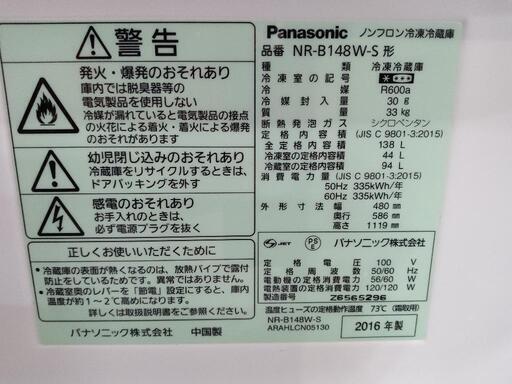 警告
発火・爆発のおそれあり
庫内では脱臭器等の
電気製品を使用しない
冷媒が漏れていると電気製品の接点
の火花による着火・着火により爆発
のおそれあり
幼児閉じ込みのおそれあり
冷蔵庫をリサイクルするときは、
ドアパッキングを外す
感電のおそれあり
お手入れのときは、
必ず電源プラグを抜く
正しくお使いいただくために
●冷蔵庫の表面が熱くなるのは、放熱パイプで露付
防止をしているためです。異常ではありません。
●冷蔵室奥のレバーを「節電」設定にすると、庫内
温度が約1~2℃高めになります。
詳しくは、取扱説明書をご覧ください。
パナソニック株式会社 中国製
Panasonic ノンフロン冷凍冷蔵庫
品番 NR-B148W-S 形
種類 冷凍冷蔵庫
冷凍室の記号
冷媒 R600a
冷媒封入量 30g
質量 33kg
断熱発泡ガス シクロペンタン
定格内容積 (JIS C 9801-3:2015)
全定格内容積 138 L
冷凍室の定格内容積 44 L
冷蔵室の定格内容積 94 L
消費電力量 (JIS C 9801-3:2015)
50Hz 335kWh/年
60Hz 335kWh/年
外形寸法 幅 480 mm
奥行 586 mm
高さ 1119 mm
JET PSE パナソニック株式会社
定格電圧 100 V
定格周波数 50/60 Hz
電動機の定格消費電力 56/60 W
電熱装置の定格消費電力 120/120 W
製造番号 Z6565296
温度ヒューズの定格動作温度 73℃(霜取用)
NR-B148W-S
ARAHLCN05130 2016年製